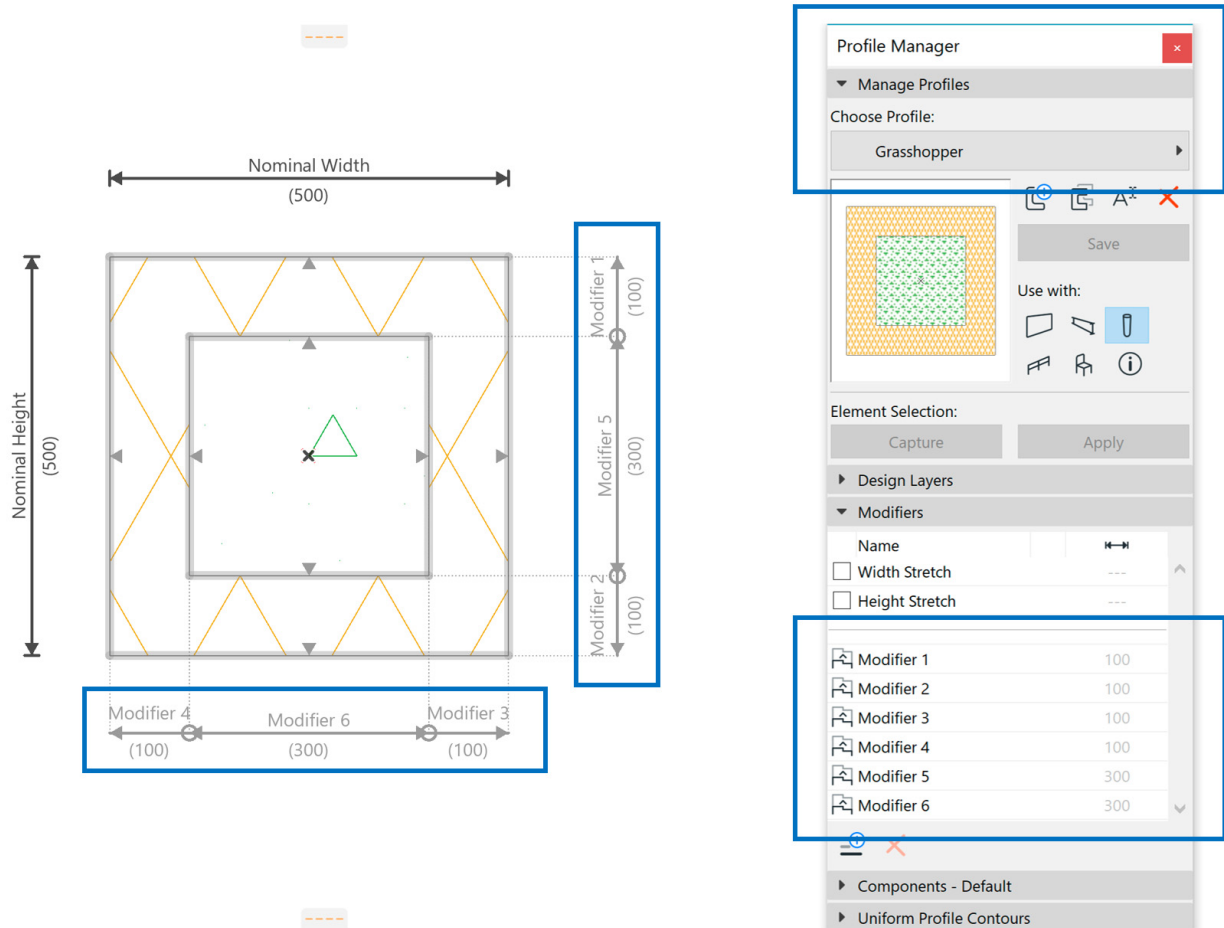 Nominal Width
(500)
Nominal Height
(500)
Modifier 1
(100)
Modifier 5
(300)
Modifier 2
(100)
Modifier 4
(100)
Modifier 6
(300)
Modifier 3
(100)
Profile Manager
Manage Profiles
Choose Profile:
Grasshopper
Save
Use with:
Element Selection:
Capture Apply
Design Layers
Modifiers
Name
Width Stretch ---
Height Stretch ---
Modifier 1 100
Modifier 2 100
Modifier 3 100
Modifier 4 100
Modifier 5 300
Modifier 6 300
Components - Default
Uniform Profile Contours